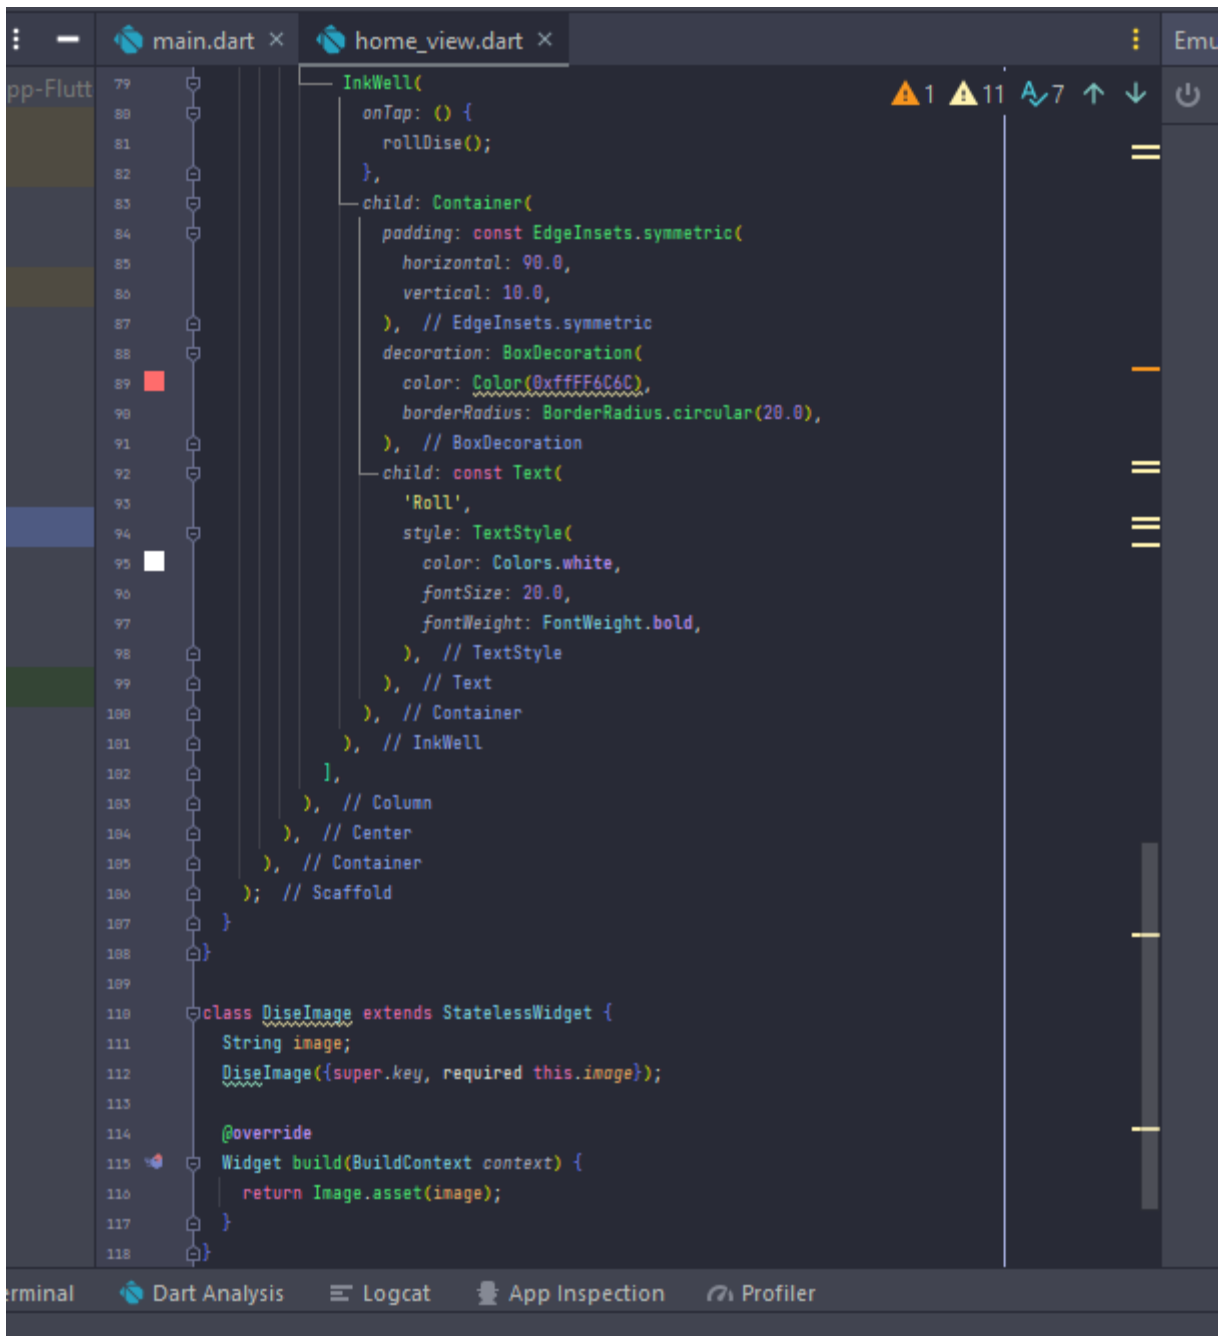 main.dart × home_view.dart × Emu
pp-Flutt
1 11 7
79 InkWell(
80 onTap: () {
81 rollDise();
82 },
83 child: Container(
84 padding: const EdgeInsets.symmetric(
85 horizontal: 90.0,
86 vertical: 10.0,
87 ), // EdgeInsets.symmetric
88 decoration: BoxDecoration(
89 color: Color(0xffFF6C6C),
90 borderRadius: BorderRadius.circular(20.0),
91 ), // BoxDecoration
92 child: const Text(
93 'Roll',
94 style: TextStyle(
95 color: Colors.white,
96 fontSize: 20.0,
97 fontWeight: FontWeight.bold,
98 ), // TextStyle
99 ), // Text
100 ), // Container
101 ), // InkWell
102 ],
103 ), // Column
104 ), // Center
105 ), // Container
106 ); // Scaffold
107 }
108 }
109
110 class DiseImage extends StatelessWidget {
111 String image;
112 DiseImage({super.key, required this.image});
113
114 @override
115 Widget build(BuildContext context) {
116 return Image.asset(image);
117 }
118 }
erminal Dart Analysis Logcat App Inspection Profiler